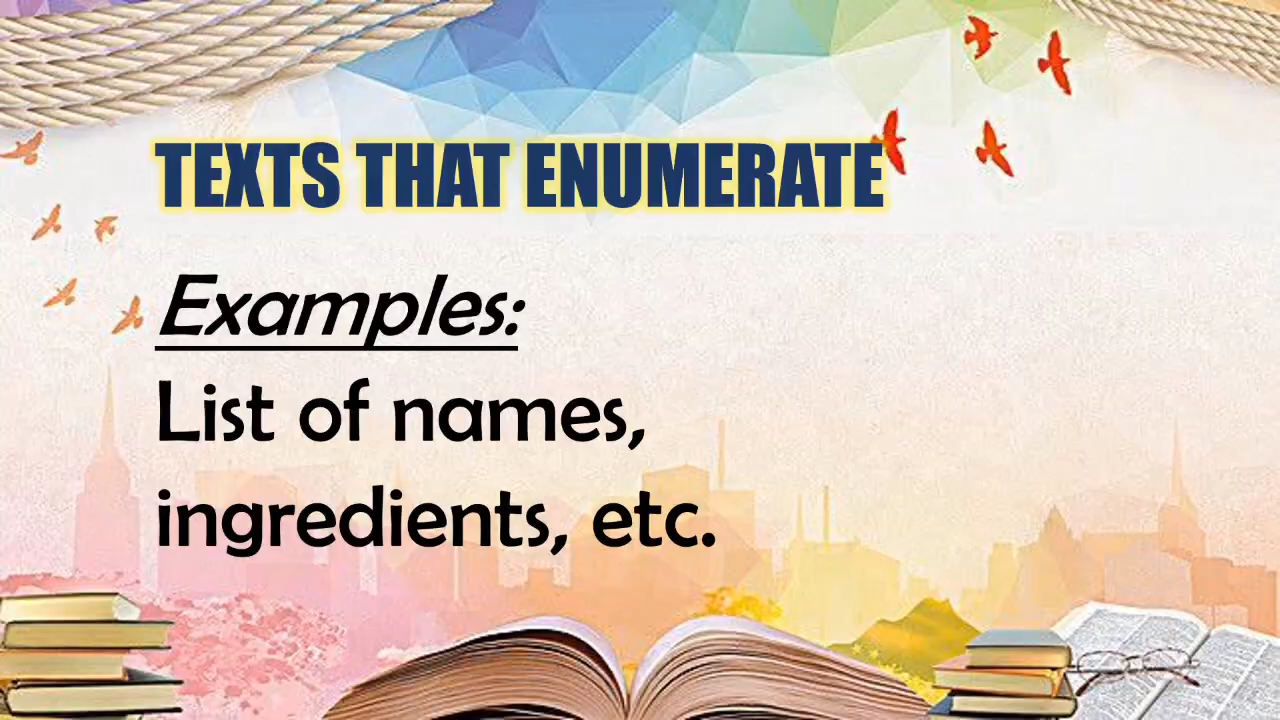 TEXTS THAT ENUMERATE
Examples:
List of names,
ingredients, etc.